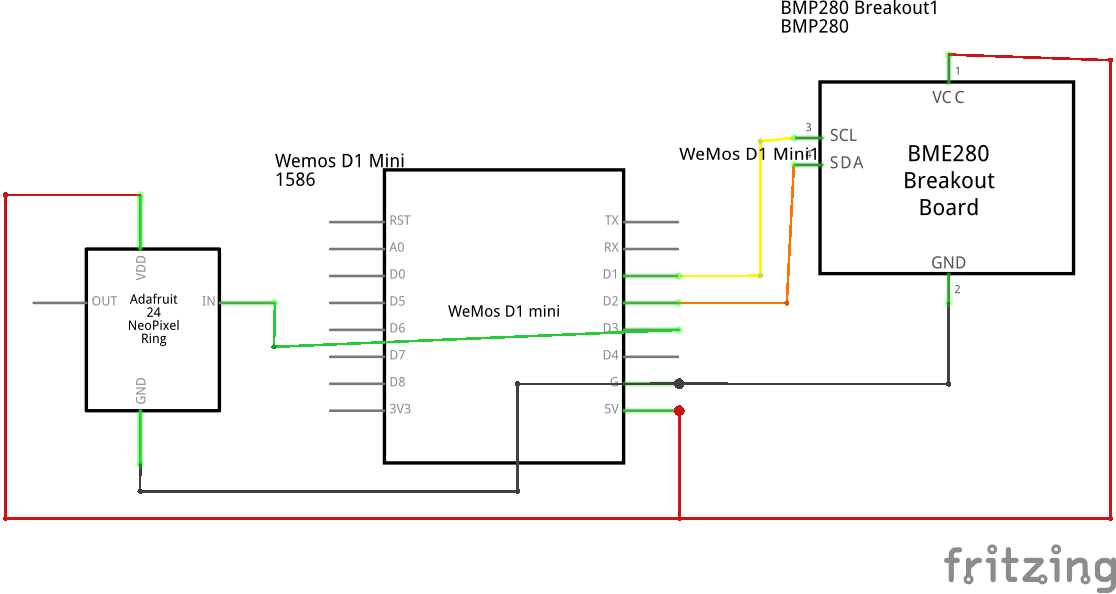 BMP280 Breakout1
BMP280
1
VCC
3
SCL
4
SDA
BME280
Breakout
Board
GND
2
WeMos D1 Mini1
Wemos D1 Mini
1586
RST
A0
D0
D5
D6
D7
D8
3V3
WeMos D1 mini
TX
RX
D1
D2
D3
D4
G
5V
VDD
OUT
IN
Adafruit
24
NeoPixel
Ring
GND
fritzing